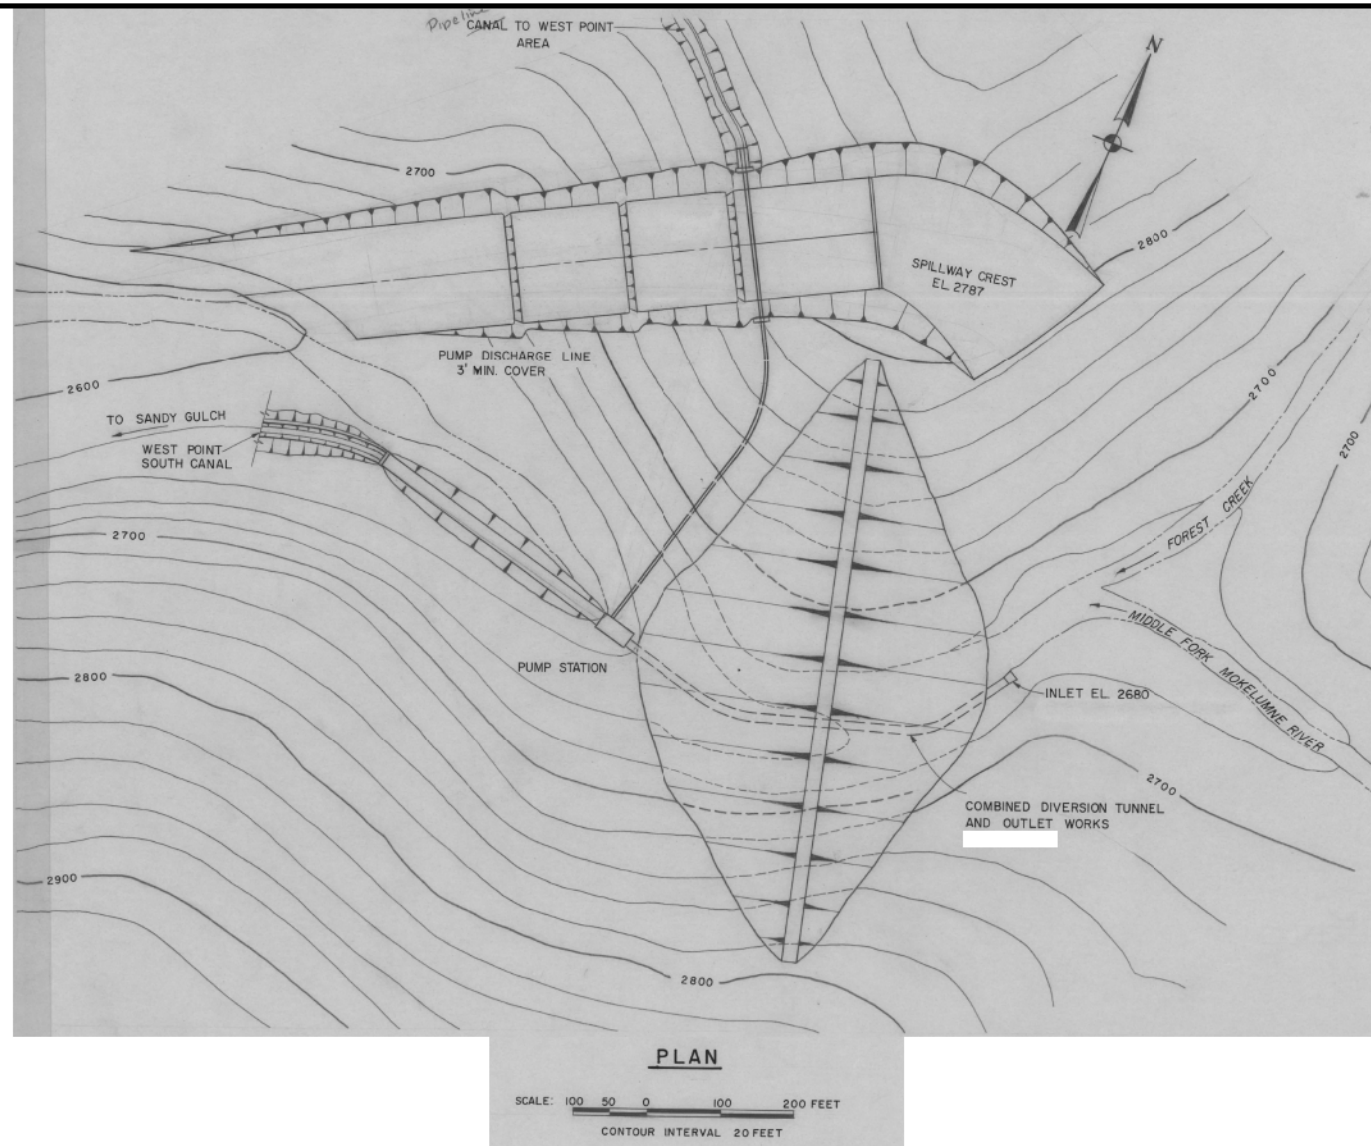 Pipeline
CANAL TO WEST POINT
AREA
N
2700
2800
SPILLWAY CREST
EL 2787
PUMP DISCHARGE LINE
3' MIN. COVER
2600
2700
2700
TO SANDY GULCH
WEST POINT
SOUTH CANAL
2700
FOREST CREEK
MIDDLE FORK MOKELUMNE RIVER
PUMP STATION
2800
INLET EL 2680
2700
COMBINED DIVERSION TUNNEL
AND OUTLET WORKS
2900
2800
PLAN
SCALE: 100 50 0 100 200 FEET
CONTOUR INTERVAL 20 FEET